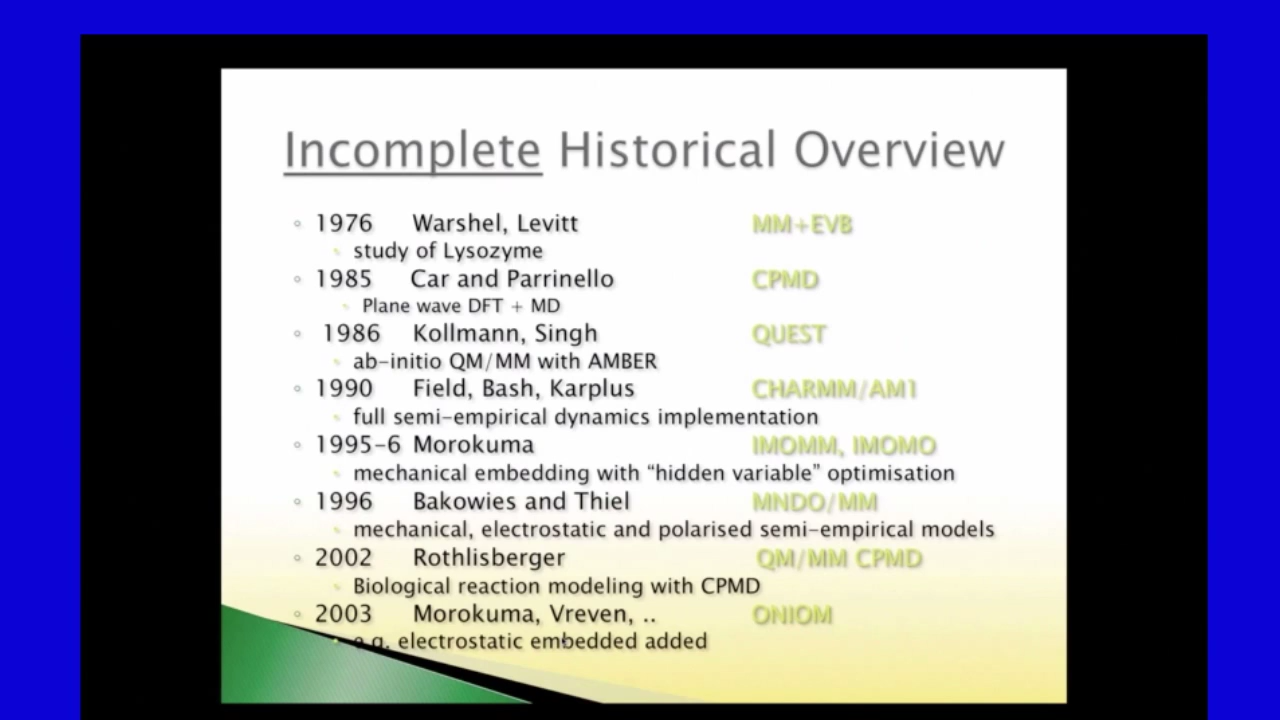 Incomplete Historical Overview
1976 Warshel, Levitt MM+EVB
study of Lysozyme
1985 Car and Parrinello CPMD
Plane wave DFT + MD
1986 Kollmann, Singh QUEST
ab-initio QM/MM with AMBER
1990 Field, Bash, Karplus CHARMM/AM1
full semi-empirical dynamics implementation
1995-6 Morokuma IMOMM, IMOMO
mechanical embedding with “hidden variable” optimisation
1996 Bakowies and Thiel MNDO/MM
mechanical, electrostatic and polarised semi-empirical models
2002 Rothlisberger QM/MM CPMD
Biological reaction modeling with CPMD
2003 Morokuma, Vreven, .. ONIOM
e.g. electrostatic embedded added